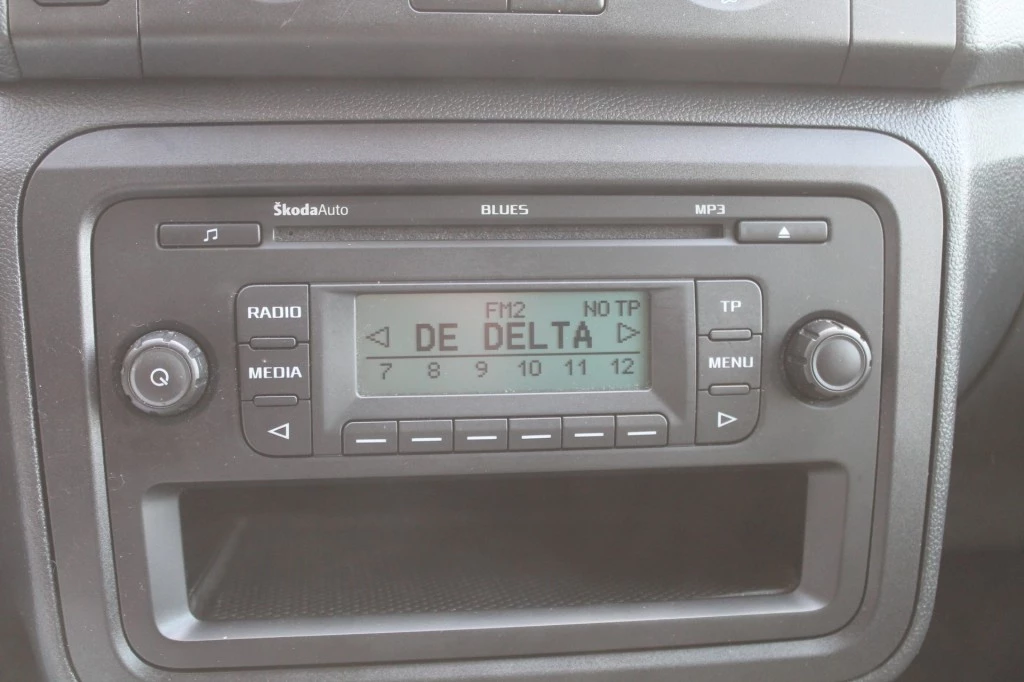 ŠkodaAuto BLUES MP3
RADIO
MEDIA
FM2 NO TP
DE DELTA
7 8 9 10 11 12
TP
MENU